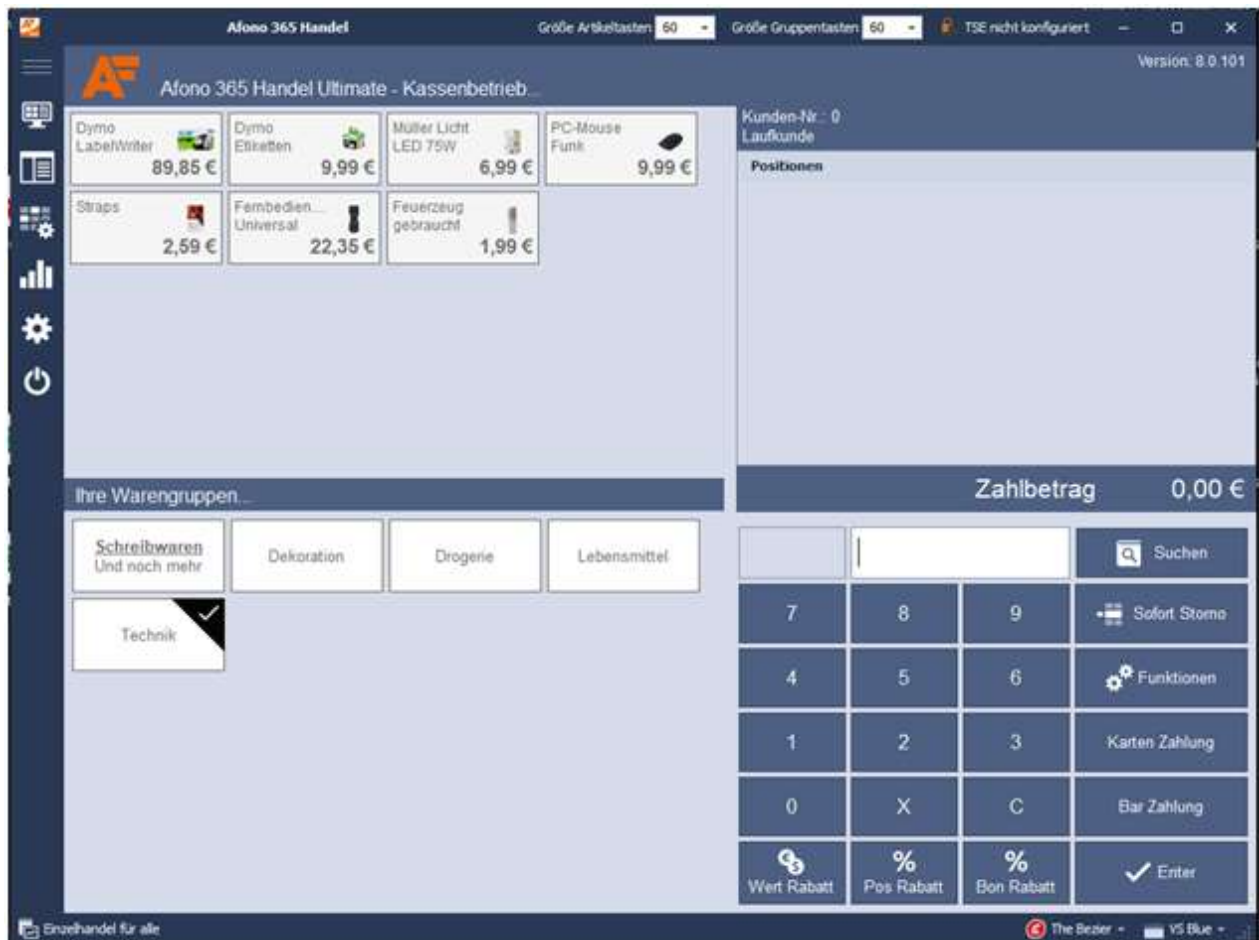 Afono 365 Handel
Größe Artikeltasten 60
Größe Gruppentasten 60
TSE nicht konfiguriert
Version: 8.0.101
AF
Afono 365 Handel Ultimate - Kassenbetrieb...
Dymo
LabelWriter
89,85 €
Dymo
Etiketten
9,99 €
Müller Licht
LED 75W
6,99 €
PC-Mouse
Funk
9,99 €
Straps
2,59 €
Fernbedien...
Universal
22,35 €
Feuerzeug
gebraucht
1,99 €
Kunden-Nr.: 0
Laufkunde
Positionen
Zahlbetrag 0,00 €
Ihre Warengruppen...
Schreibwaren
Und noch mehr
Dekoration
Drogerie
Lebensmittel
Technik
Suchen
7 8 9 Sofort Storno
4 5 6 Funktionen
1 2 3 Karten Zahlung
0 X C Bar Zahlung
Wert Rabatt
% Pos Rabatt
% Bon Rabatt
Enter
Einzelhandel für alle
The Bezier
VS Blue